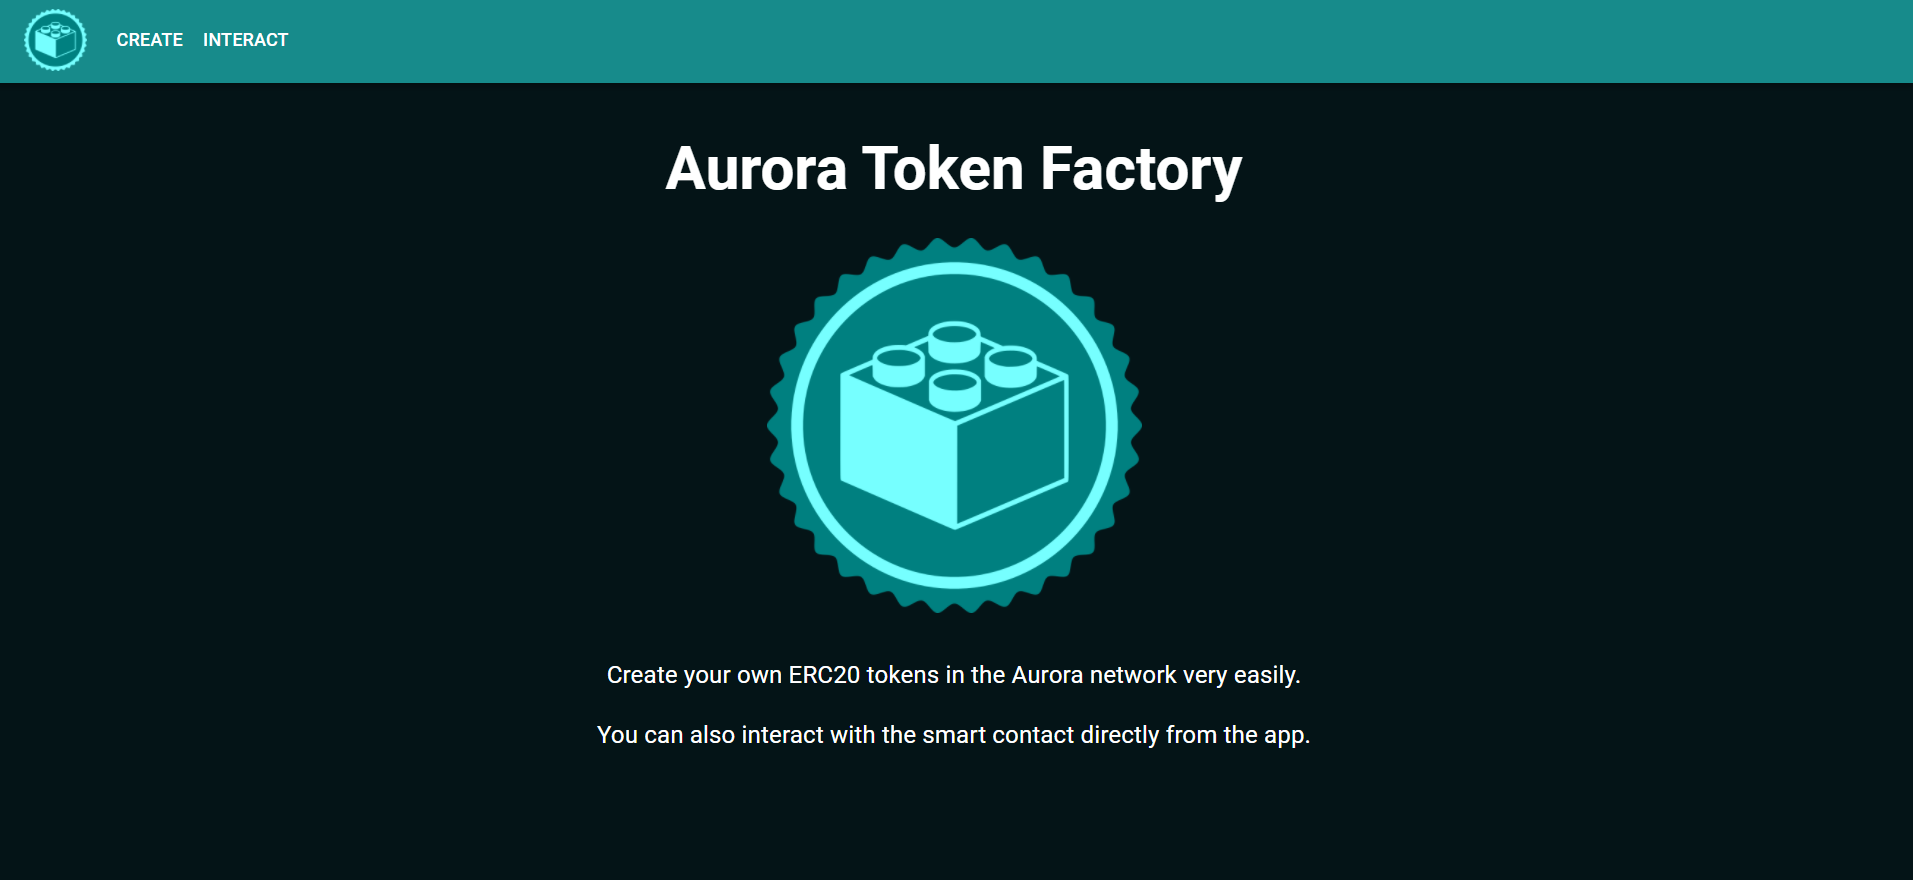 CREATE INTERACT
Aurora Token Factory
Create your own ERC20 tokens in the Aurora network very easily.
You can also interact with the smart contact directly from the app.